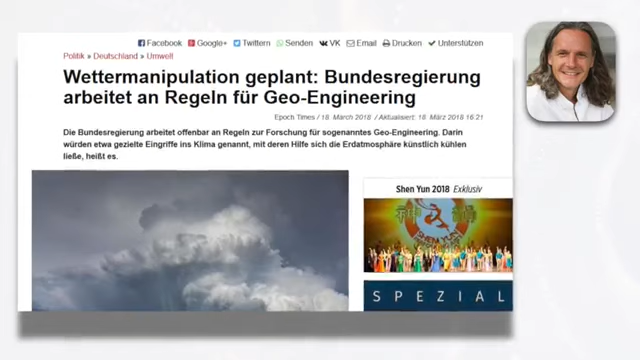 Facebook Google+ Twittern Senden VK Email Drucken Unterstützen
Politik » Deutschland » Umwelt
Wettermanipulation geplant: Bundesregierung
arbeitet an Regeln für Geo-Engineering
Epoch Times / 18. March 2018 / Aktualisiert: 18. März 2018 16:21
Die Bundesregierung arbeitet offenbar an Regeln zur Forschung für sogenanntes Geo-Engineering. Darin
würden etwa gezielte Eingriffe ins Klima genannt, mit deren Hilfe sich die Erdatmosphäre künstlich kühlen
ließe, heißt es.
Shen Yun 2018 Exklusiv
SPEZIAL